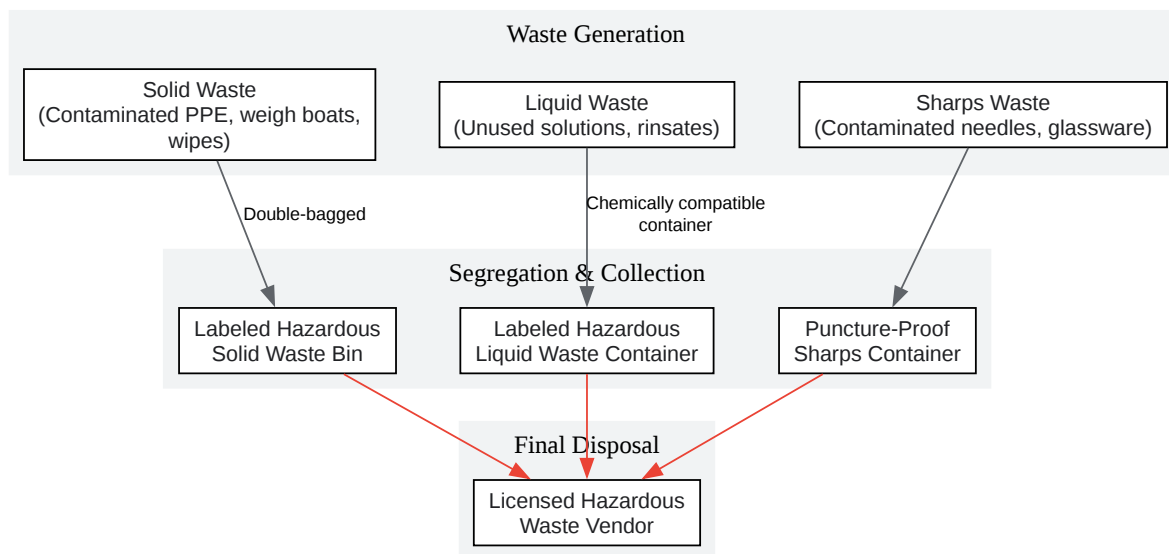 Waste Generation
Solid Waste
(Contaminated PPE, weigh boats,
wipes)
Liquid Waste
(Unused solutions, rinsates)
Sharps Waste
(Contaminated needles, glassware)
Double-bagged
Chemically compatible
container
Segregation & Collection
Labeled Hazardous
Solid Waste Bin
Labeled Hazardous
Liquid Waste Container
Puncture-Proof
Sharps Container
Final Disposal
Licensed Hazardous
Waste Vendor